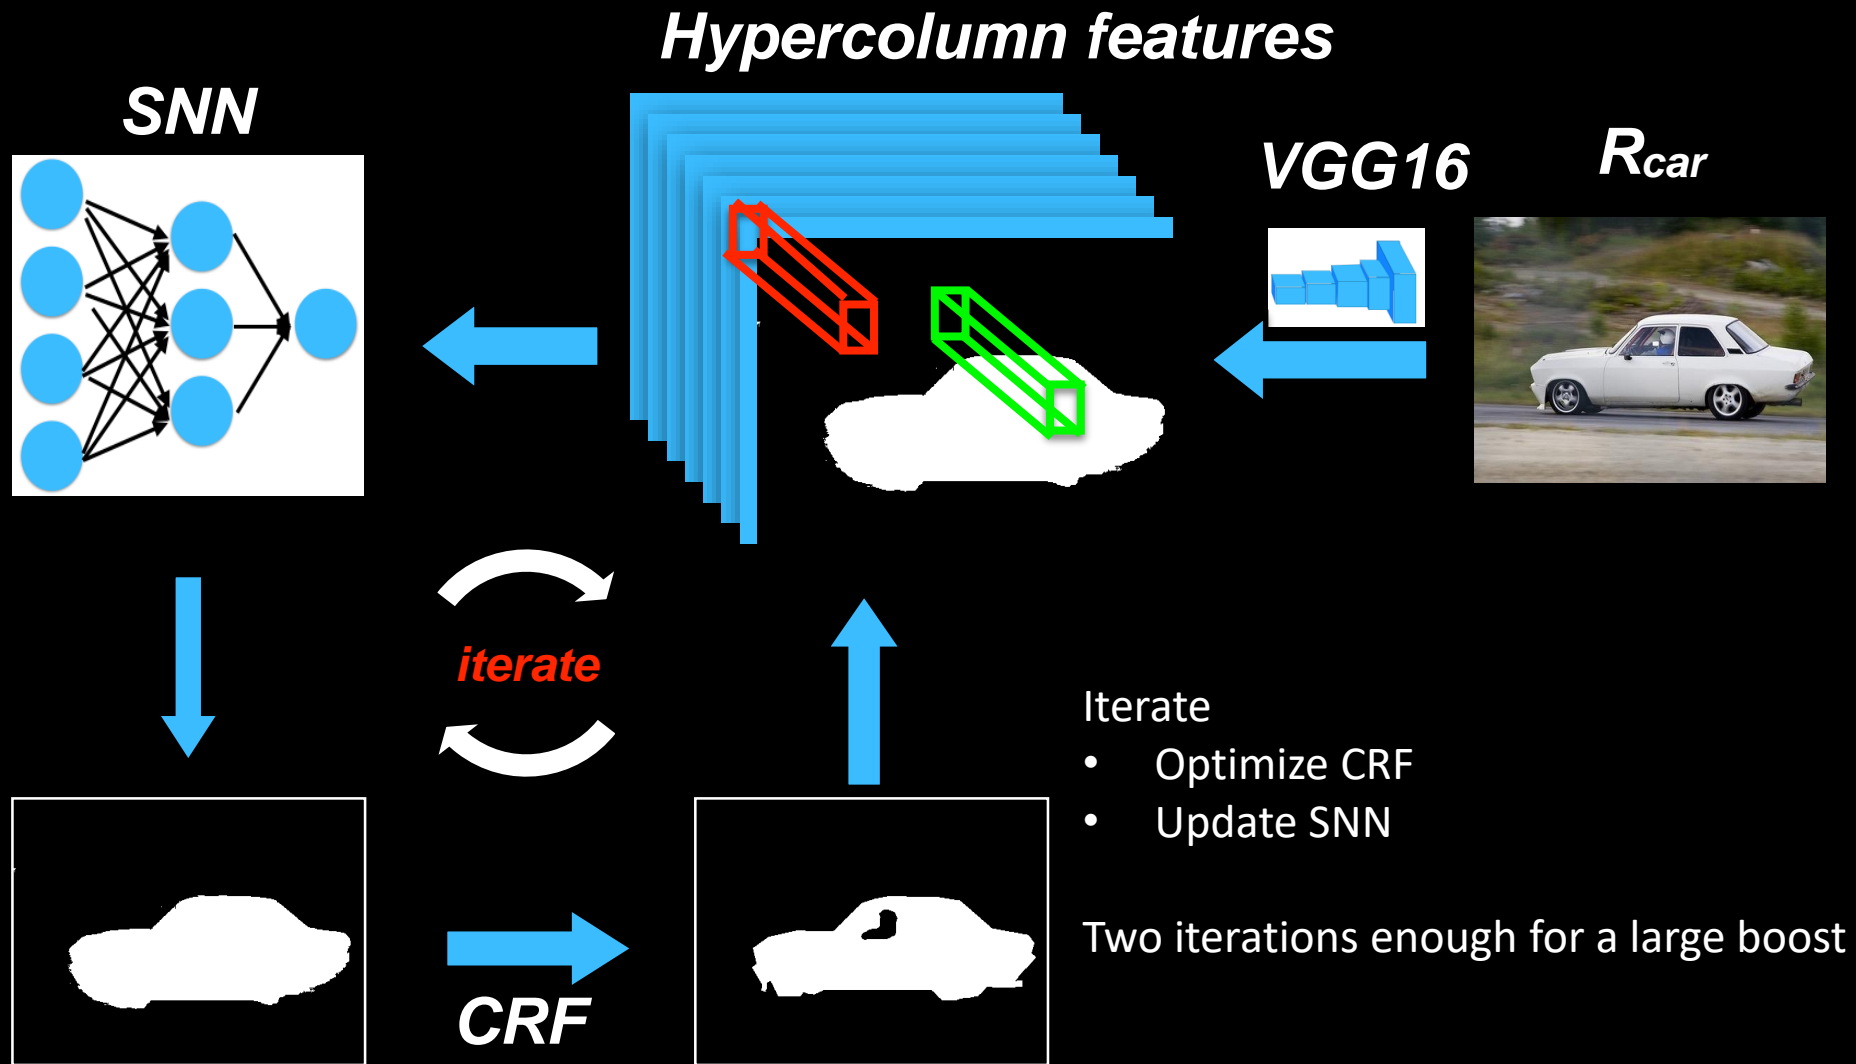 Hypercolumn features
SNN
VGG16
Rcar
iterate
Iterate
• Optimize CRF
• Update SNN
Two iterations enough for a large boost
CRF